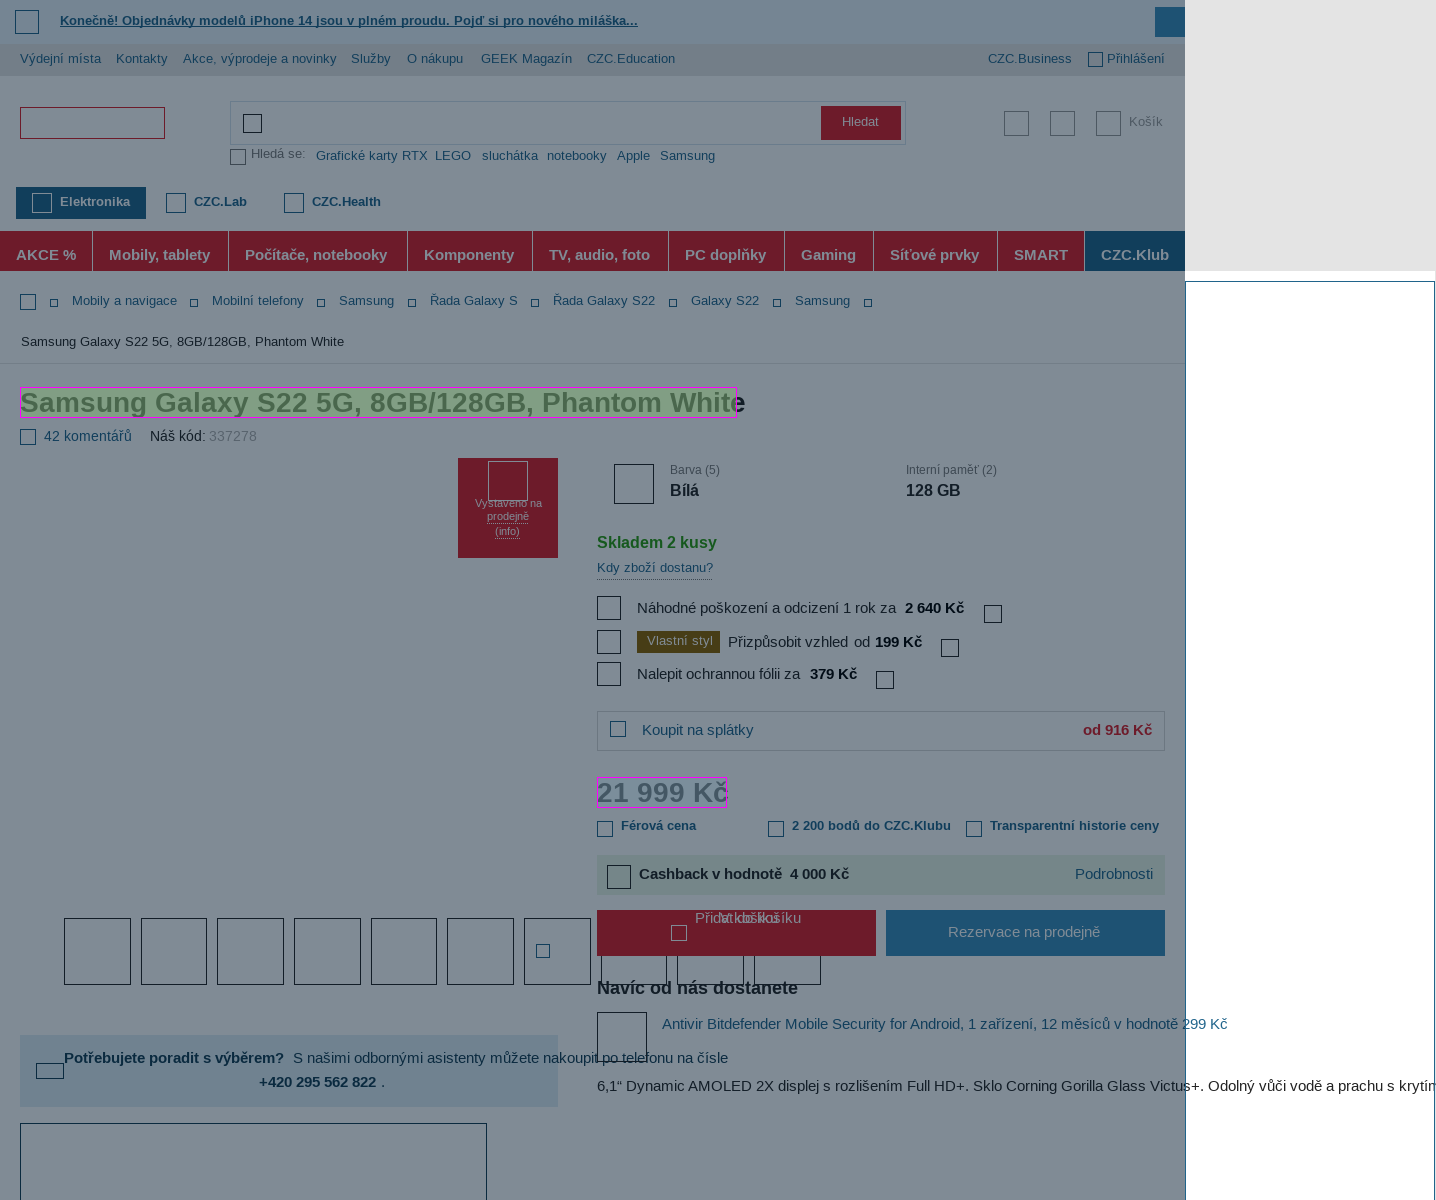 Konečně! Objednávky modelů iPhone 14 jsou v plném proudu. Pojď si pro nového miláška...
Výdejní místa Kontakty Akce, výprodeje a novinky Služby O nákupu GEEK Magazín CZC.Education CZC.Business Přihlášení
Hledat Košík
Hledá se: Grafické karty RTX LEGO sluchátka notebooky Apple Samsung
Elektronika CZC.Lab CZC.Health
AKCE % Mobily, tablety Počítače, notebooky Komponenty TV, audio, foto PC doplňky Gaming Síťové prvky SMART CZC.Klub
Mobily a navigace Mobilní telefony Samsung Řada Galaxy S Řada Galaxy S22 Galaxy S22 Samsung
Samsung Galaxy S22 5G, 8GB/128GB, Phantom White
Samsung Galaxy S22 5G, 8GB/128GB, Phantom White
42 komentářů Náš kód: 337278
Vystaveno na
prodejně
(info)
Barva (5) Interní paměť (2)
Bílá 128 GB
Skladem 2 kusy
Kdy zboží dostanu?
Náhodné poškození a odcizení 1 rok za 2 640 Kč
Vlastní styl Přizpůsobit vzhled od 199 Kč
Nalepit ochrannou fólii za 379 Kč
Koupit na splátky od 916 Kč
21 999 Kč
Férová cena 2 200 bodů do CZC.Klubu Transparentní historie ceny
Cashback v hodnotě 4 000 Kč Podrobnosti
Přidat do košíku V košíku
Rezervace na prodejně
Navíc od nás dostanete
Antivir Bitdefender Mobile Security for Android, 1 zařízení, 12 měsíců v hodnotě 299 Kč
Potřebujete poradit s výběrem? S našimi odbornými asistenty můžete nakoupit po telefonu na čísle
+420 295 562 822 .
6,1“ Dynamic AMOLED 2X displej s rozlišením Full HD+. Sklo Corning Gorilla Glass Victus+. Odolný vůči vodě a prachu s krytím